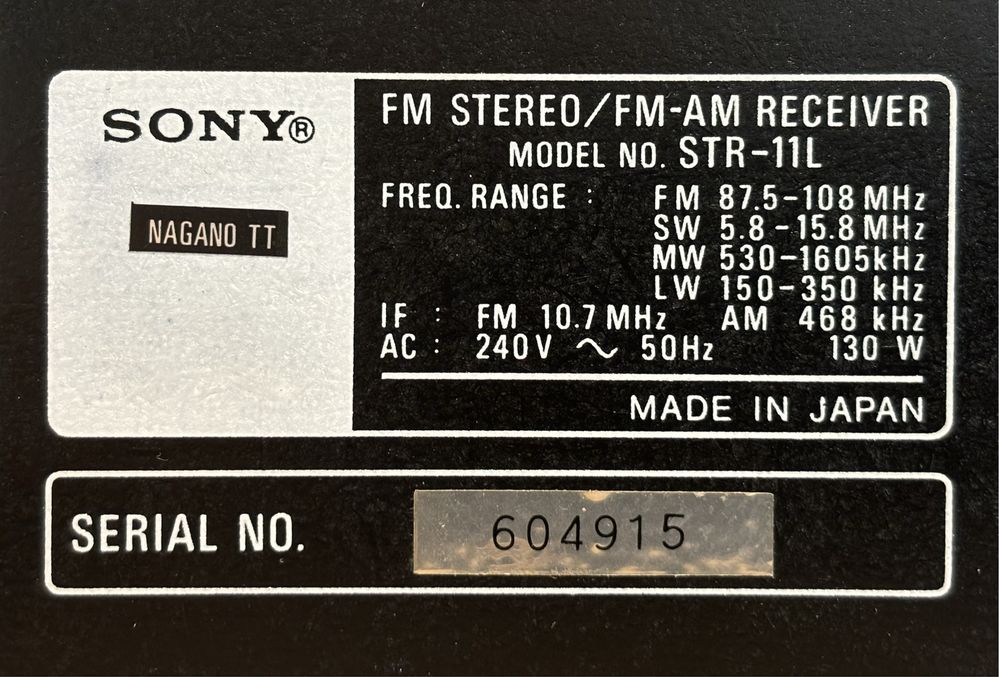 SONY®
NAGANO TT
FM STEREO/FM-AM RECEIVER
MODEL NO. STR-11L
FREQ. RANGE : FM 87.5-108 MHz
SW 5.8-15.8 MHz
MW 530-1605kHz
LW 150-350 kHz
IF : FM 10.7 MHz AM 468 kHz
AC : 240V ～ 50Hz 130 W
MADE IN JAPAN
SERIAL NO. 604915